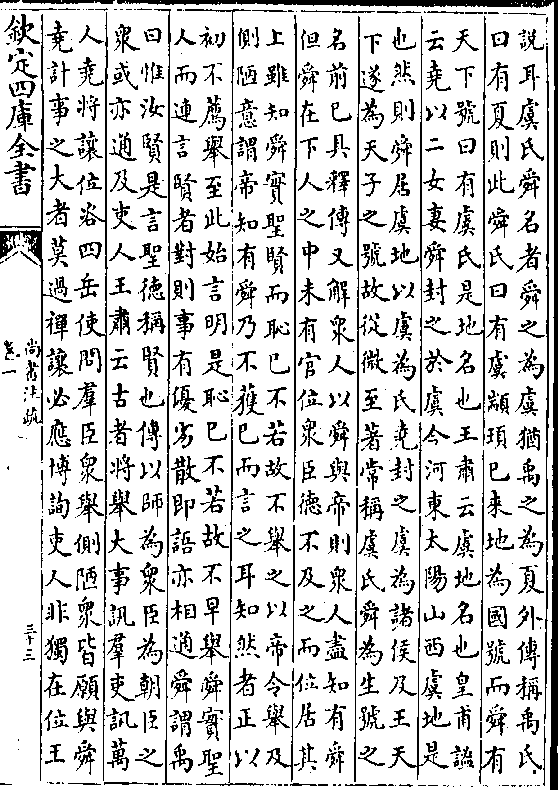 說耳虞氏舜名者舜之為虞猶禹之為夏外傳稱禹氏
曰有夏則此舜氏曰有虞顓頊已來地為國號而舜有
天下號曰有虞氏是地名也王肅云虞地名也皇甫謐
云堯以二女妻舜封之於虞今河東太陽山西虞地是
也然則舜居虞地以虞為氏堯封之虞為諸侯及王天
下遂為天子之號故從微至著常稱虞氏舜為生號之
名前已具釋傳又解衆人以舜與帝則衆人盡知有舜
但舜在下人之中未有官位衆臣德不及之而位居其
上雖知舜實聖賢而恥已不若故不舉之以帝令舉及
側陋意謂帝知有舜乃不獲已而言之耳知然者正以
初不薦舉至此始言明是恥已不若故不早舉舜實聖
人而連言賢者對則事有優劣散即語亦相通舜謂禹
曰惟汝賢是言聖德稱賢也傳以師為衆臣為朝臣之
衆或亦通及吏人王肅云古者將舉大事訊羣吏訊萬
人堯將讓位咨四岳使問羣臣衆舉側陋衆皆願與舜
堯計事之大者莫過禪讓必應博詢吏人非獨在位王
欽定四庫全書
尚書注疏
卷一
三十三